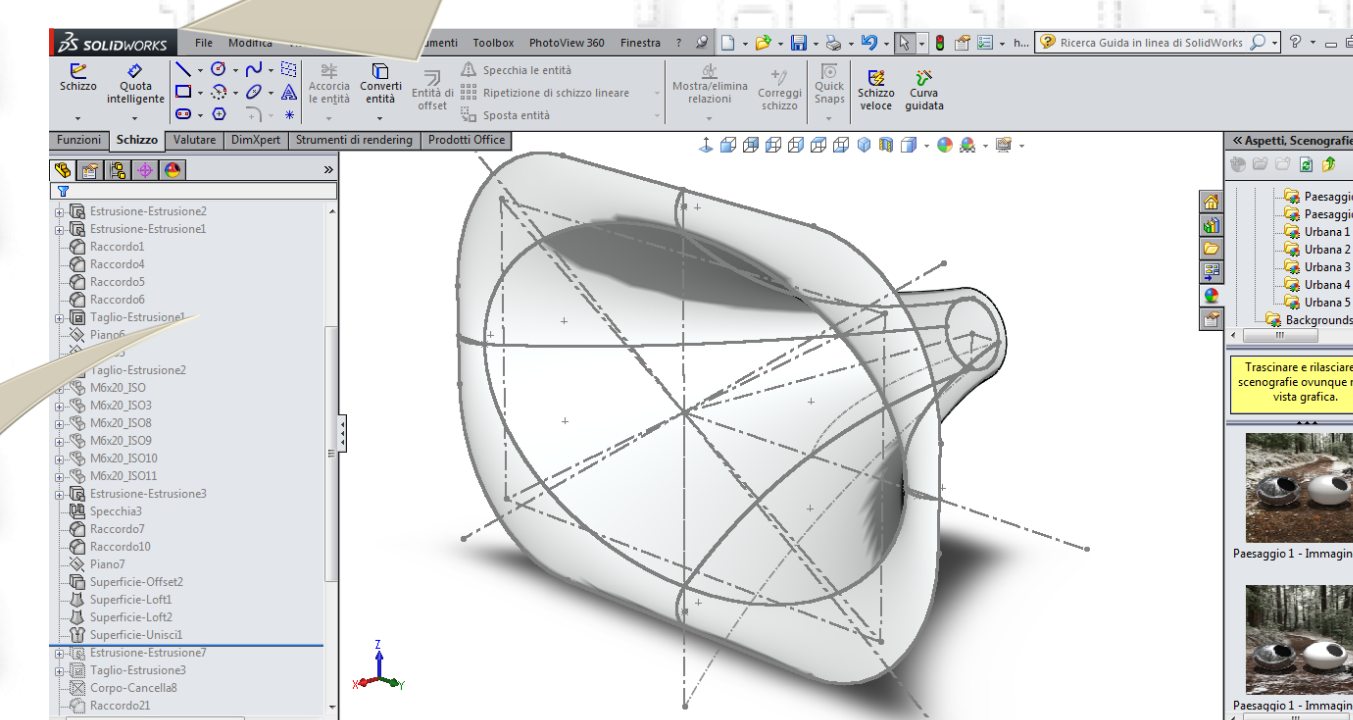 SOLIDWORKS File Modifica Toolbox PhotoView 360 Finestra ? h... Ricerca Guida in linea di SolidWorks ?
Schizzo
Quota intelligente
Accorcia le entità
Converti entità
Entità di offset
Specchia le entità
Ripetizione di schizzo lineare
Sposta entità
Mostra/elimina relazioni
Correggi schizzo
Quick Snaps
Schizzo veloce
Curva guidata
Funzioni Schizzo Valutare DimXpert Strumenti di rendering Prodotti Office
Estrusione-Estrusione2
Estrusione-Estrusione1
Raccordo1
Raccordo4
Raccordo5
Raccordo6
Taglio-Estrusione1
Taglio-Estrusione2
M6x20_ISO
M6x20_ISO3
M6x20_ISO8
M6x20_ISO9
M6x20_ISO10
M6x20_ISO11
Estrusione-Estrusione3
Specchia3
Raccordo7
Raccordo10
Piano7
Superficie-Offset2
Superficie-Loft1
Superficie-Loft2
Superficie-Unisci1
Estrusione-Estrusione7
Taglio-Estrusione3
Corpo-Cancella8
Raccordo21
Z
X
Y
Aspetti, Scenografie
Paesaggi
Paesaggi
Urbana 1
Urbana 2
Urbana 3
Urbana 4
Urbana 5
Backgrounds
Trascinare e rilasciare
scenografie ovunque
vista grafica.
Paesaggio 1 - Immagin
Paesaggio 1 - Immagin